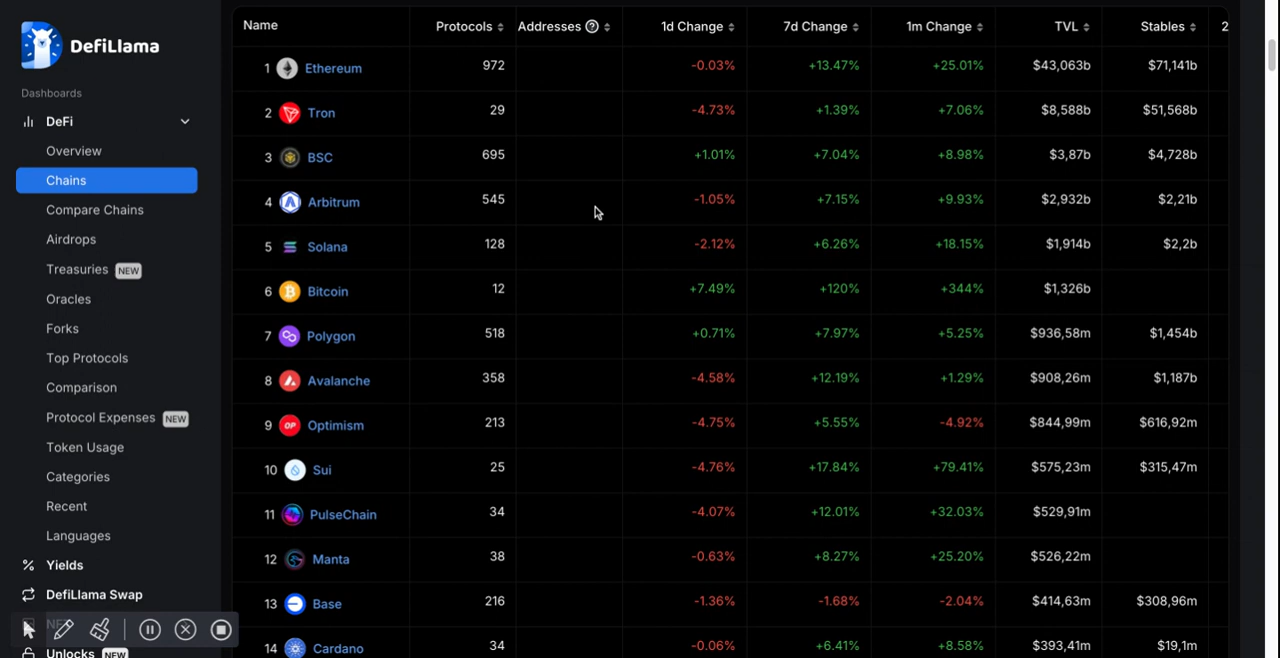 DefiLlama
Dashboards
DeFi
Overview
Chains
Compare Chains
Airdrops
Treasuries NEW
Oracles
Forks
Top Protocols
Comparison
Protocol Expenses NEW
Token Usage
Categories
Recent
Languages
Yields
DefiLlama Swap
Unlocks NEW
Name Protocols Addresses ? 1d Change 7d Change 1m Change TVL Stables 2
1 Ethereum 972 -0.03% +13.47% +25.01% $43,063b $71,141b
2 Tron 29 -4.73% +1.39% +7.06% $8,588b $51,568b
3 BSC 695 +1.01% +7.04% +8.98% $3,87b $4,728b
4 Arbitrum 545 -1.05% +7.15% +9.93% $2,932b $2,21b
5 Solana 128 -2.12% +6.26% +18.15% $1,914b $2,2b
6 Bitcoin 12 +7.49% +120% +344% $1,326b
7 Polygon 518 +0.71% +7.97% +5.25% $936,58m $1,454b
8 Avalanche 358 -4.58% +12.19% +1.29% $908,26m $1,187b
9 OP Optimism 213 -4.75% +5.55% -4.92% $844,99m $616,92m
10 Sui 25 -4.76% +17.84% +79.41% $575,23m $315,47m
11 PulseChain 34 -4.07% +12.01% +32.03% $529,91m
12 Manta 38 -0.63% +8.27% +25.20% $526,22m
13 Base 216 -1.36% -1.68% -2.04% $414,63m $308,96m
14 Cardano 34 -0.06% +6.41% +8.58% $393,41m $19,1m